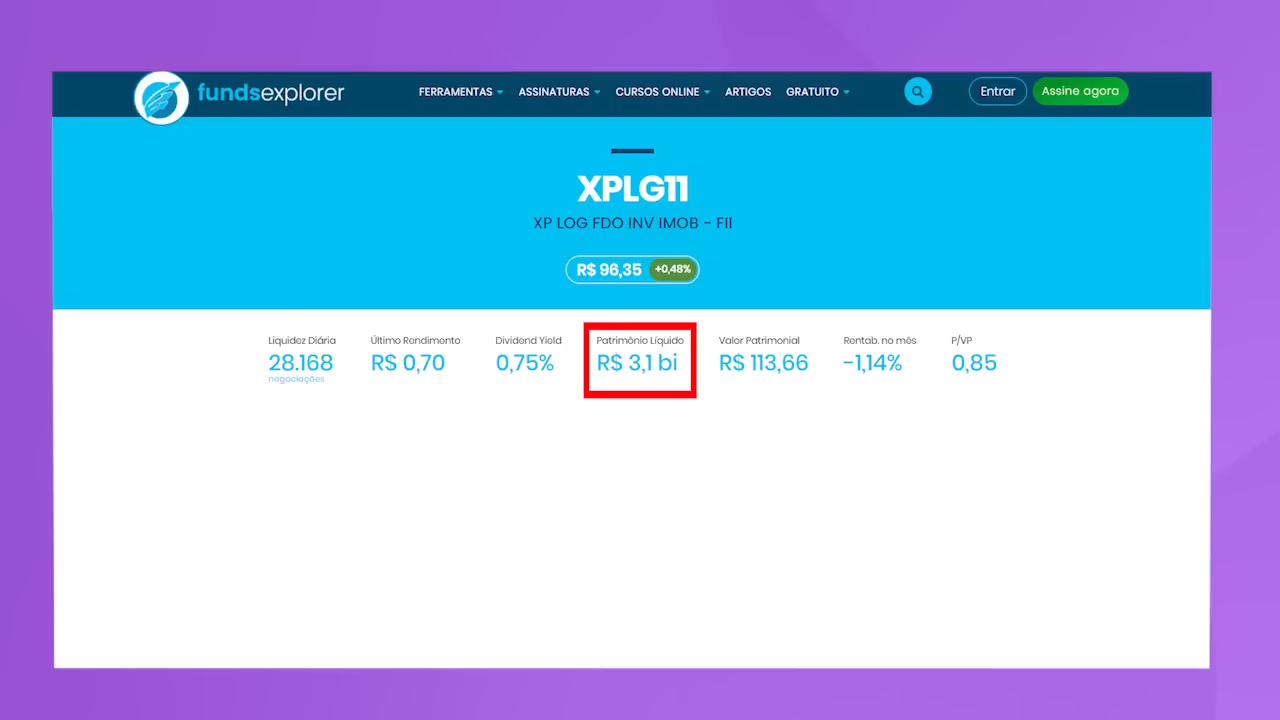 fundsexplorer FERRAMENTAS ASSINATURAS CURSOS ONLINE ARTIGOS GRATUITO Entrar Assine agora
XPLG11
XP LOG FDO INV IMOB - FII
R$ 96,35 +0,48%
Liquidez Diária Último Rendimento Dividend Yield Patrimônio Líquido Valor Patrimonial Rentab. no mês P/VP
28.168 R$ 0,70 0,75% R$ 3,1 bi R$ 113,66 -1,14% 0,85
negociações